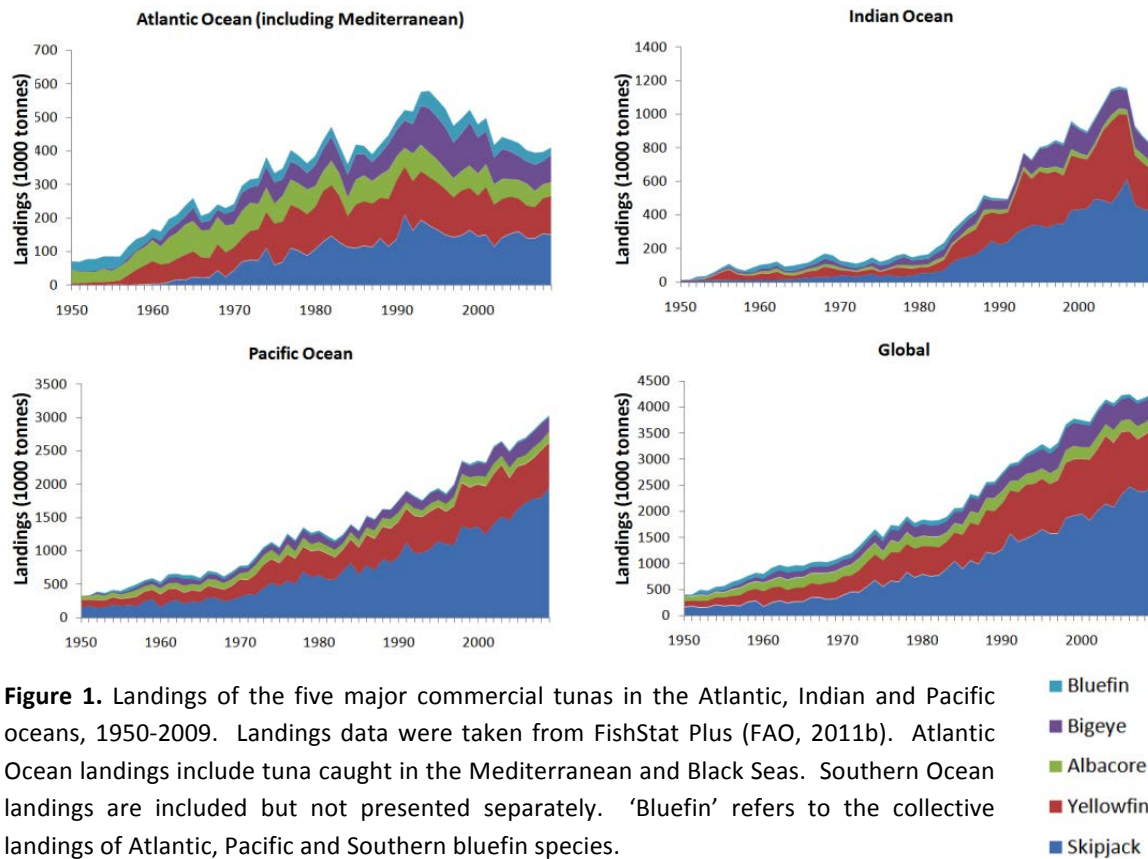 Atlantic Ocean (including Mediterranean)
Landings (1000 tonnes)
700
600
500
400
300
200
100
0
1950 1960 1970 1980 1990 2000
Indian Ocean
Landings (1000 tonnes)
1400
1200
1000
800
600
400
200
0
1950 1960 1970 1980 1990 2000
Pacific Ocean
Landings (1000 tonnes)
3500
3000
2500
2000
1500
1000
500
0
1950 1960 1970 1980 1990 2000
Global
Landings (1000 tonnes)
4500
4000
3500
3000
2500
2000
1500
1000
500
0
1950 1960 1970 1980 1990 2000
Figure 1. Landings of the five major commercial tunas in the Atlantic, Indian and Pacific
oceans, 1950-2009. Landings data were taken from FishStat Plus (FAO, 2011b). Atlantic
Ocean landings include tuna caught in the Mediterranean and Black Seas. Southern Ocean
landings are included but not presented separately. ‘Bluefin’ refers to the collective
landings of Atlantic, Pacific and Southern bluefin species.
Bluefin
Bigeye
Albacore
Yellowfin
Skipjack